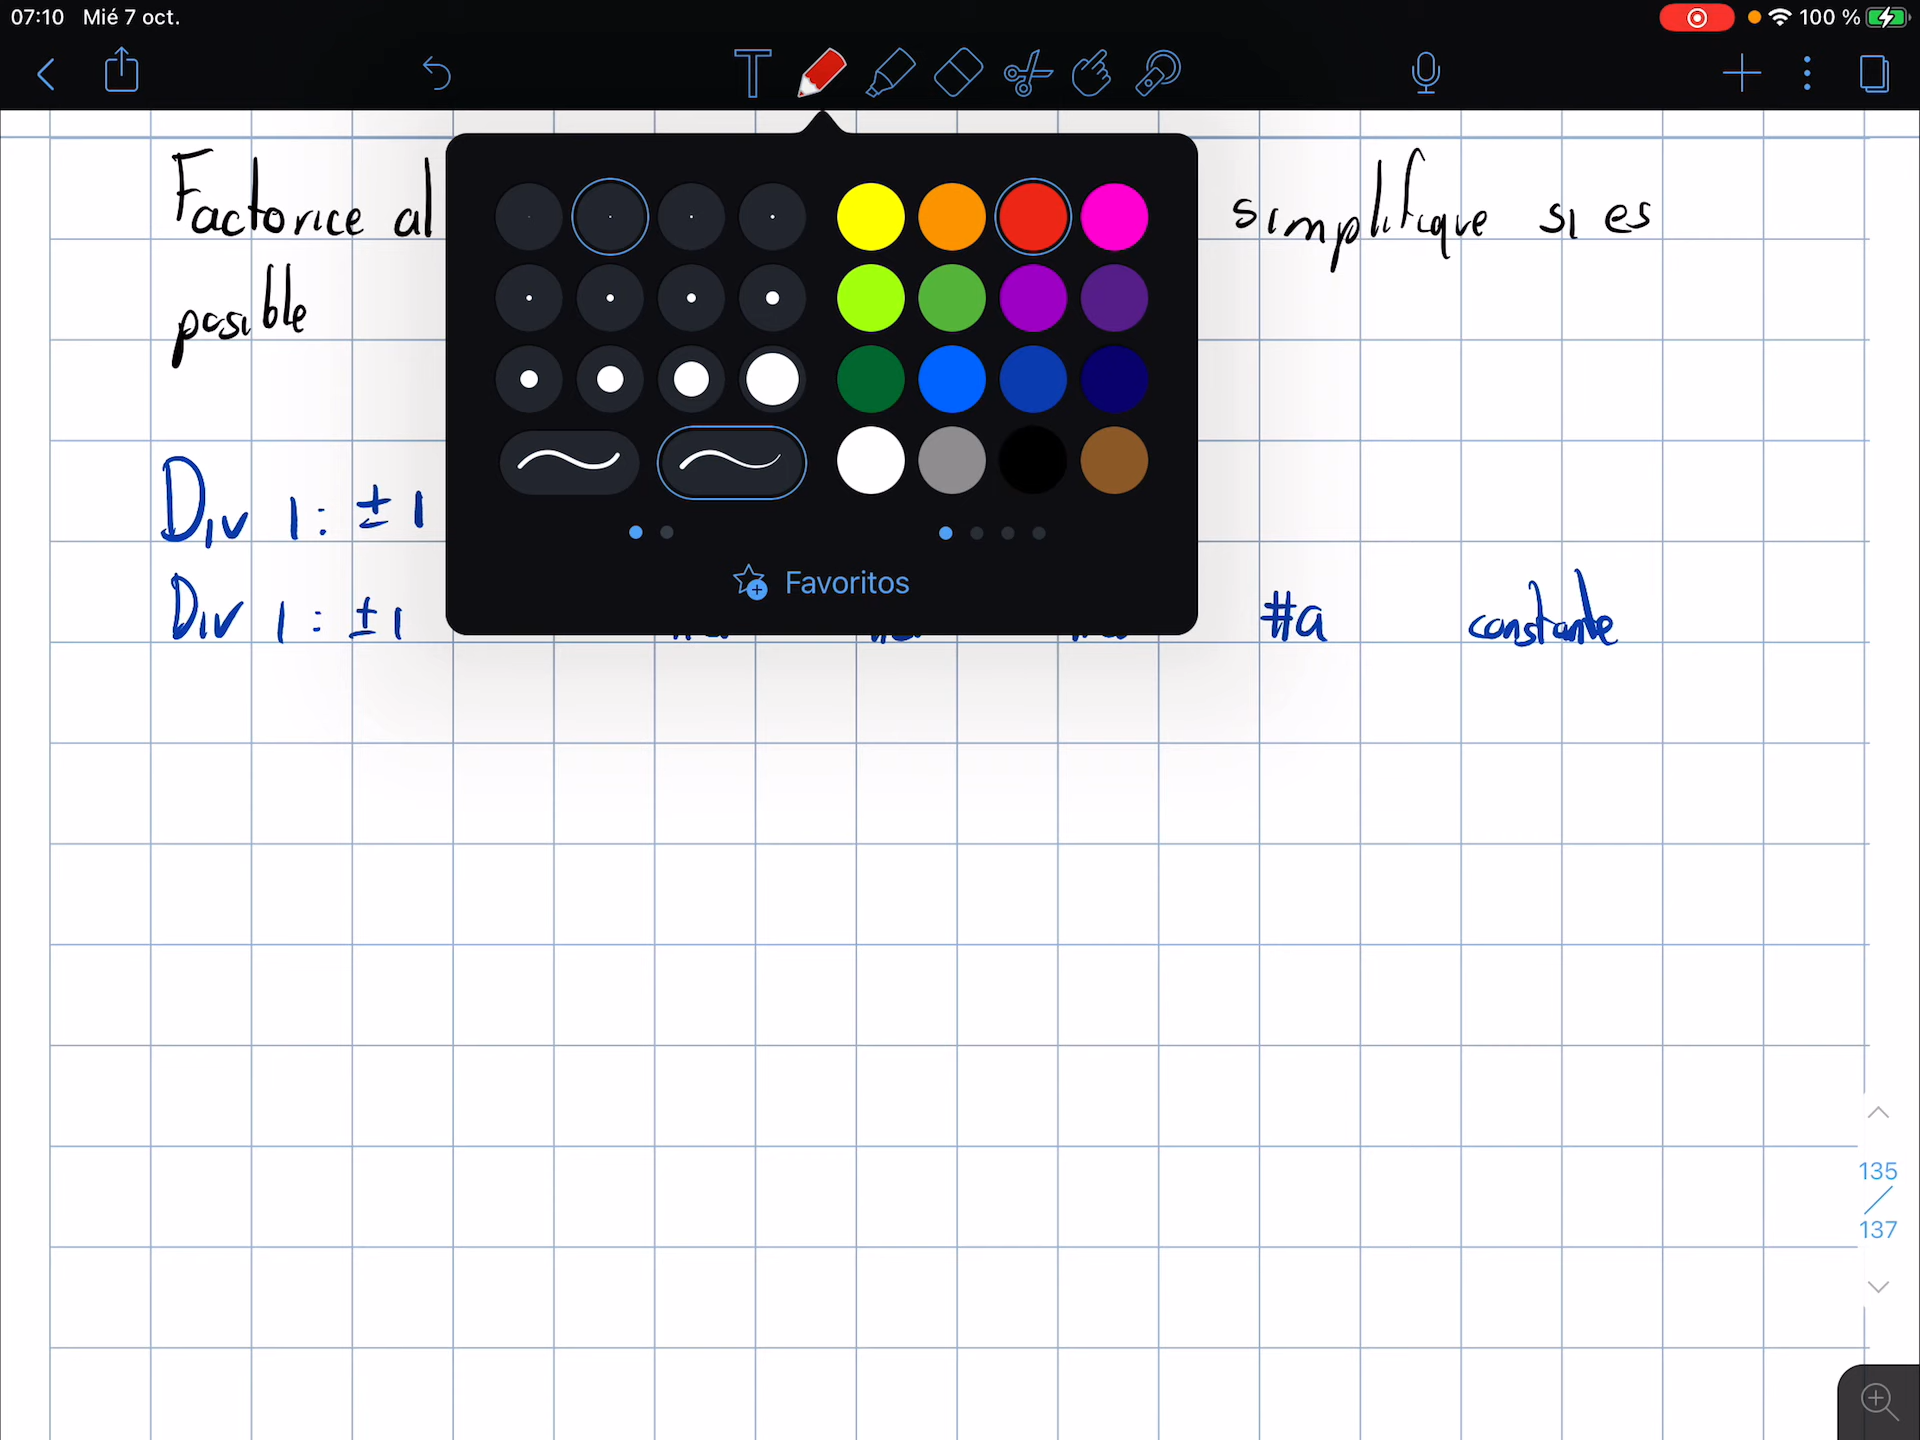 07:10 Mié 7 oct. 100 %
T
Factorice al simplifique si es
posible
Div 1: ± 1
Favoritos
Div 1: ±1 #a constante
135
137